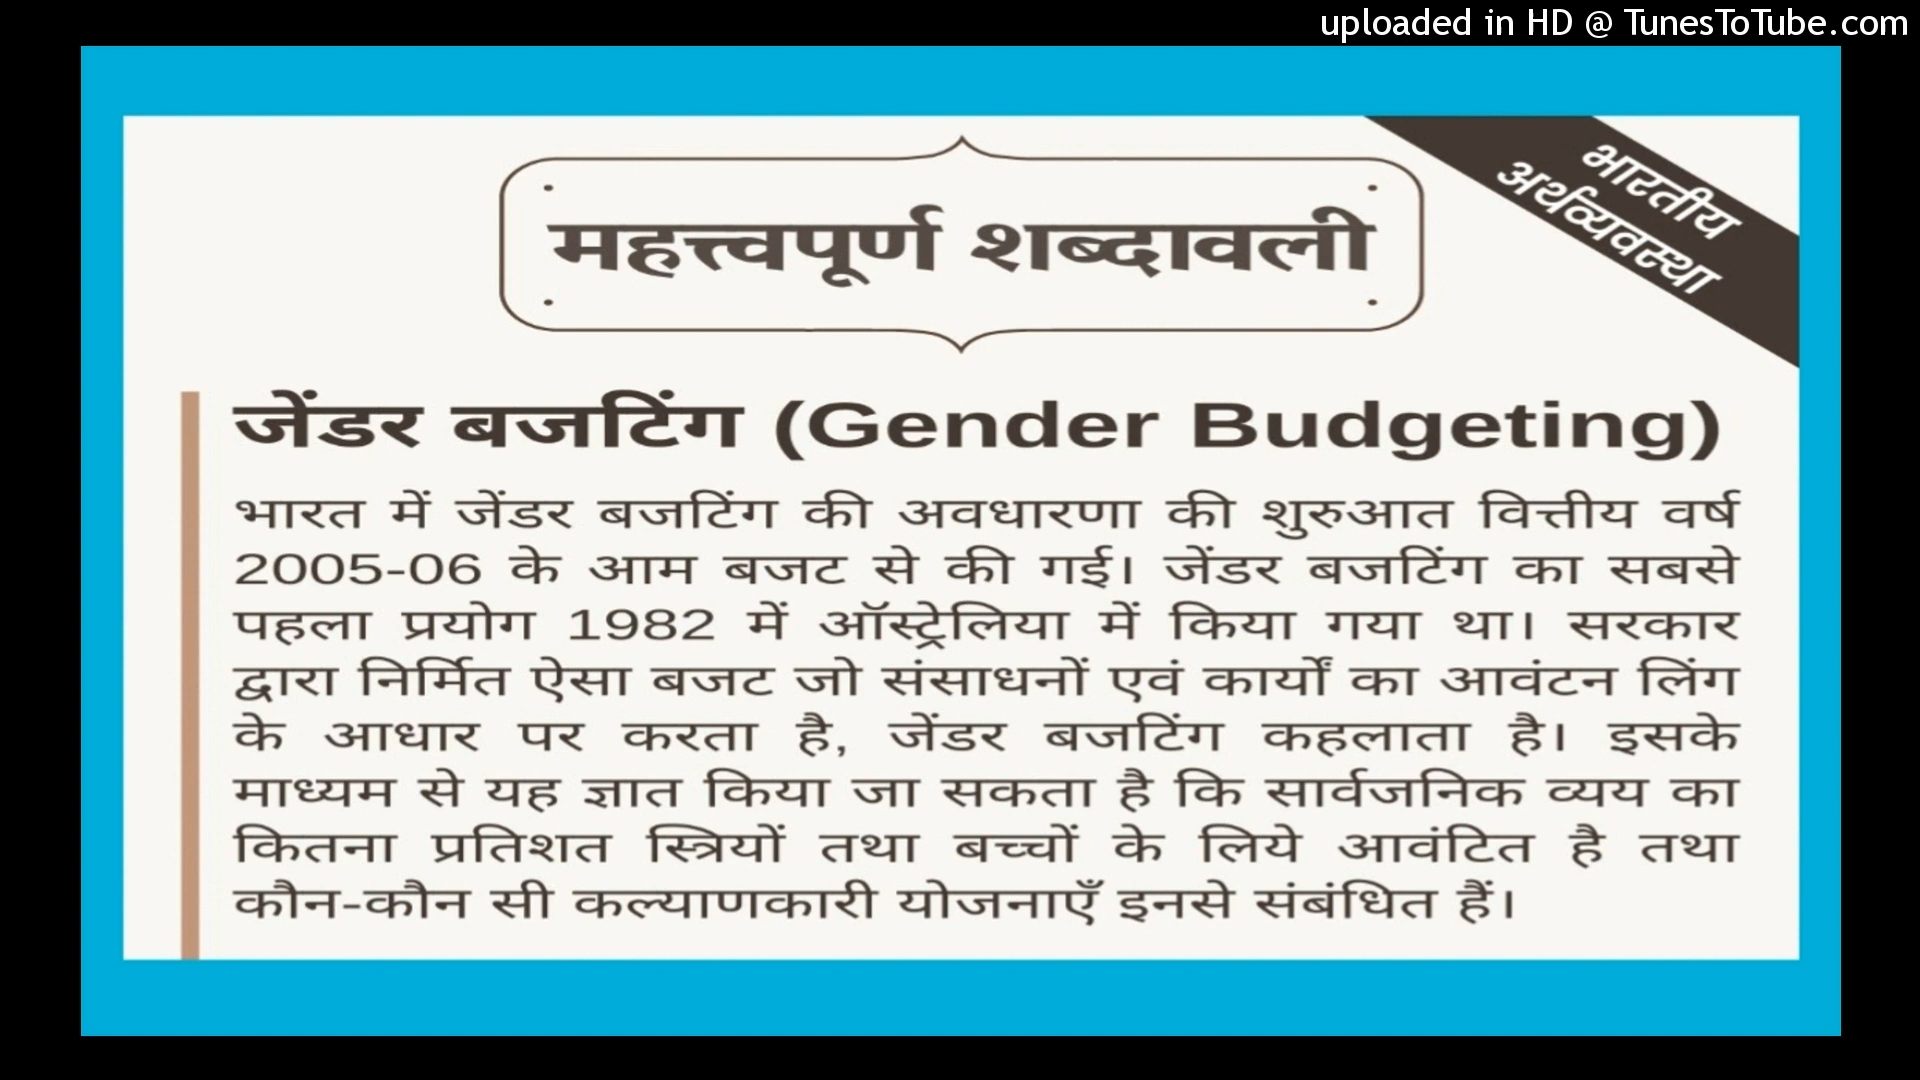 uploaded in HD @ TunesToTube.com
भारतीय
अर्थव्यवस्था
महत्त्वपूर्ण शब्दावली
जेंडर बजटिंग (Gender Budgeting)
भारत में जेंडर बजटिंग की अवधारणा की शुरुआत वित्तीय वर्ष
2005-06 के आम बजट से की गई। जेंडर बजटिंग का सबसे
पहला प्रयोग 1982 में ऑस्ट्रेलिया में किया गया था। सरकार
द्वारा निर्मित ऐसा बजट जो संसाधनों एवं कार्यों का आवंटन लिंग
के आधार पर करता है, जेंडर बजटिंग कहलाता है। इसके
माध्यम से यह ज्ञात किया जा सकता है कि सार्वजनिक व्यय का
कितना प्रतिशत स्त्रियों तथा बच्चों के लिये आवंटित है तथा
कौन-कौन सी कल्याणकारी योजनाएँ इनसे संबंधित हैं।